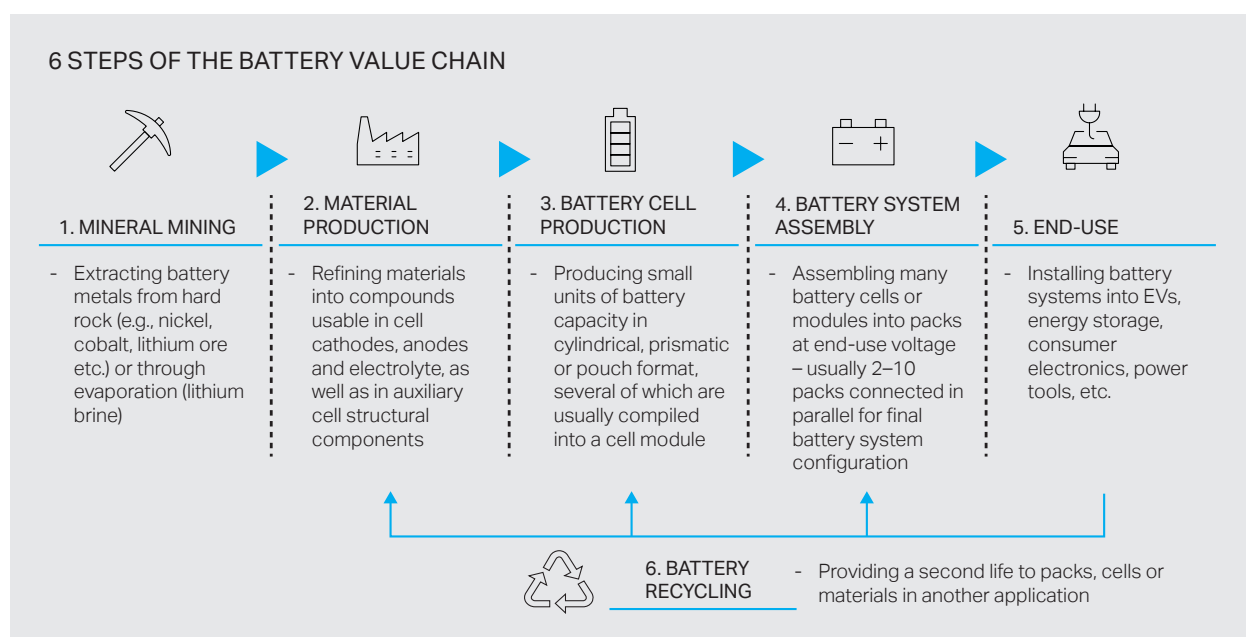 6 STEPS OF THE BATTERY VALUE CHAIN
1. MINERAL MINING
- Extracting battery
metals from hard
rock (e.g., nickel,
cobalt, lithium ore
etc.) or through
evaporation (lithium
brine)
2. MATERIAL
PRODUCTION
- Refining materials
into compounds
usable in cell
cathodes, anodes
and electrolyte, as
well as in auxiliary
cell structural
components
3. BATTERY CELL
PRODUCTION
- Producing small
units of battery
capacity in
cylindrical, prismatic
or pouch format,
several of which are
usually compiled
into a cell module
4. BATTERY SYSTEM
ASSEMBLY
- Assembling many
battery cells or
modules into packs
at end-use voltage
– usually 2–10
packs connected in
parallel for final
battery system
configuration
5. END-USE
- Installing battery
systems into EVs,
energy storage,
consumer
electronics, power
tools, etc.
6. BATTERY
RECYCLING
- Providing a second life to packs, cells or
materials in another application